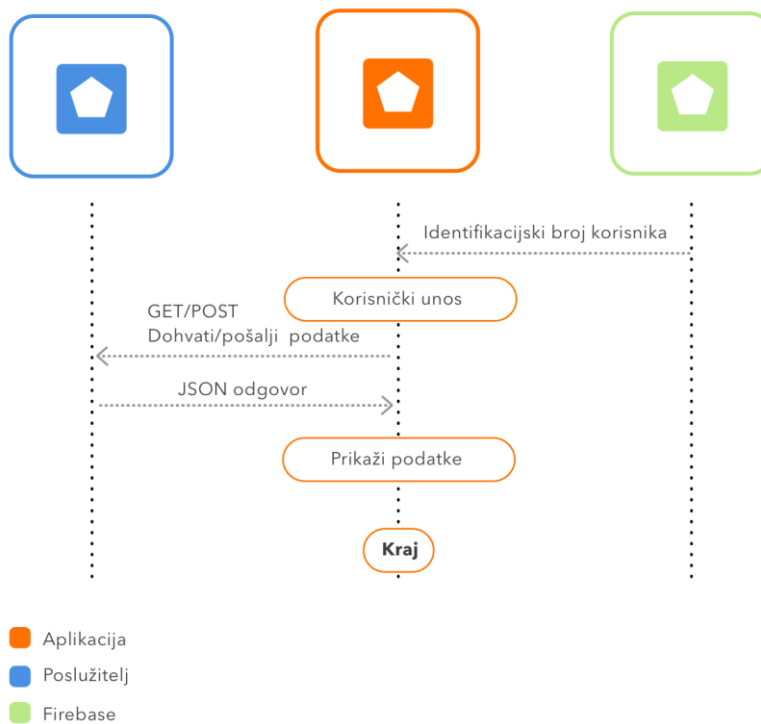 Identifikacijski broj korisnika
Korisnički unos
GET/POST
Dohvati/pošalji podatke
JSON odgovor
Prikaži podatke
Kraj
Aplikacija
Poslužitelj
Firebase